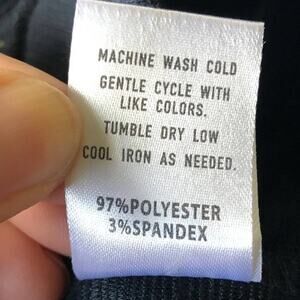 MACHINE WASH COLD
GENTLE CYCLE WITH
LIKE COLORS.
TUMBLE DRY LOW
COOL IRON AS NEEDED.
97%POLYESTER
3%SPANDEX